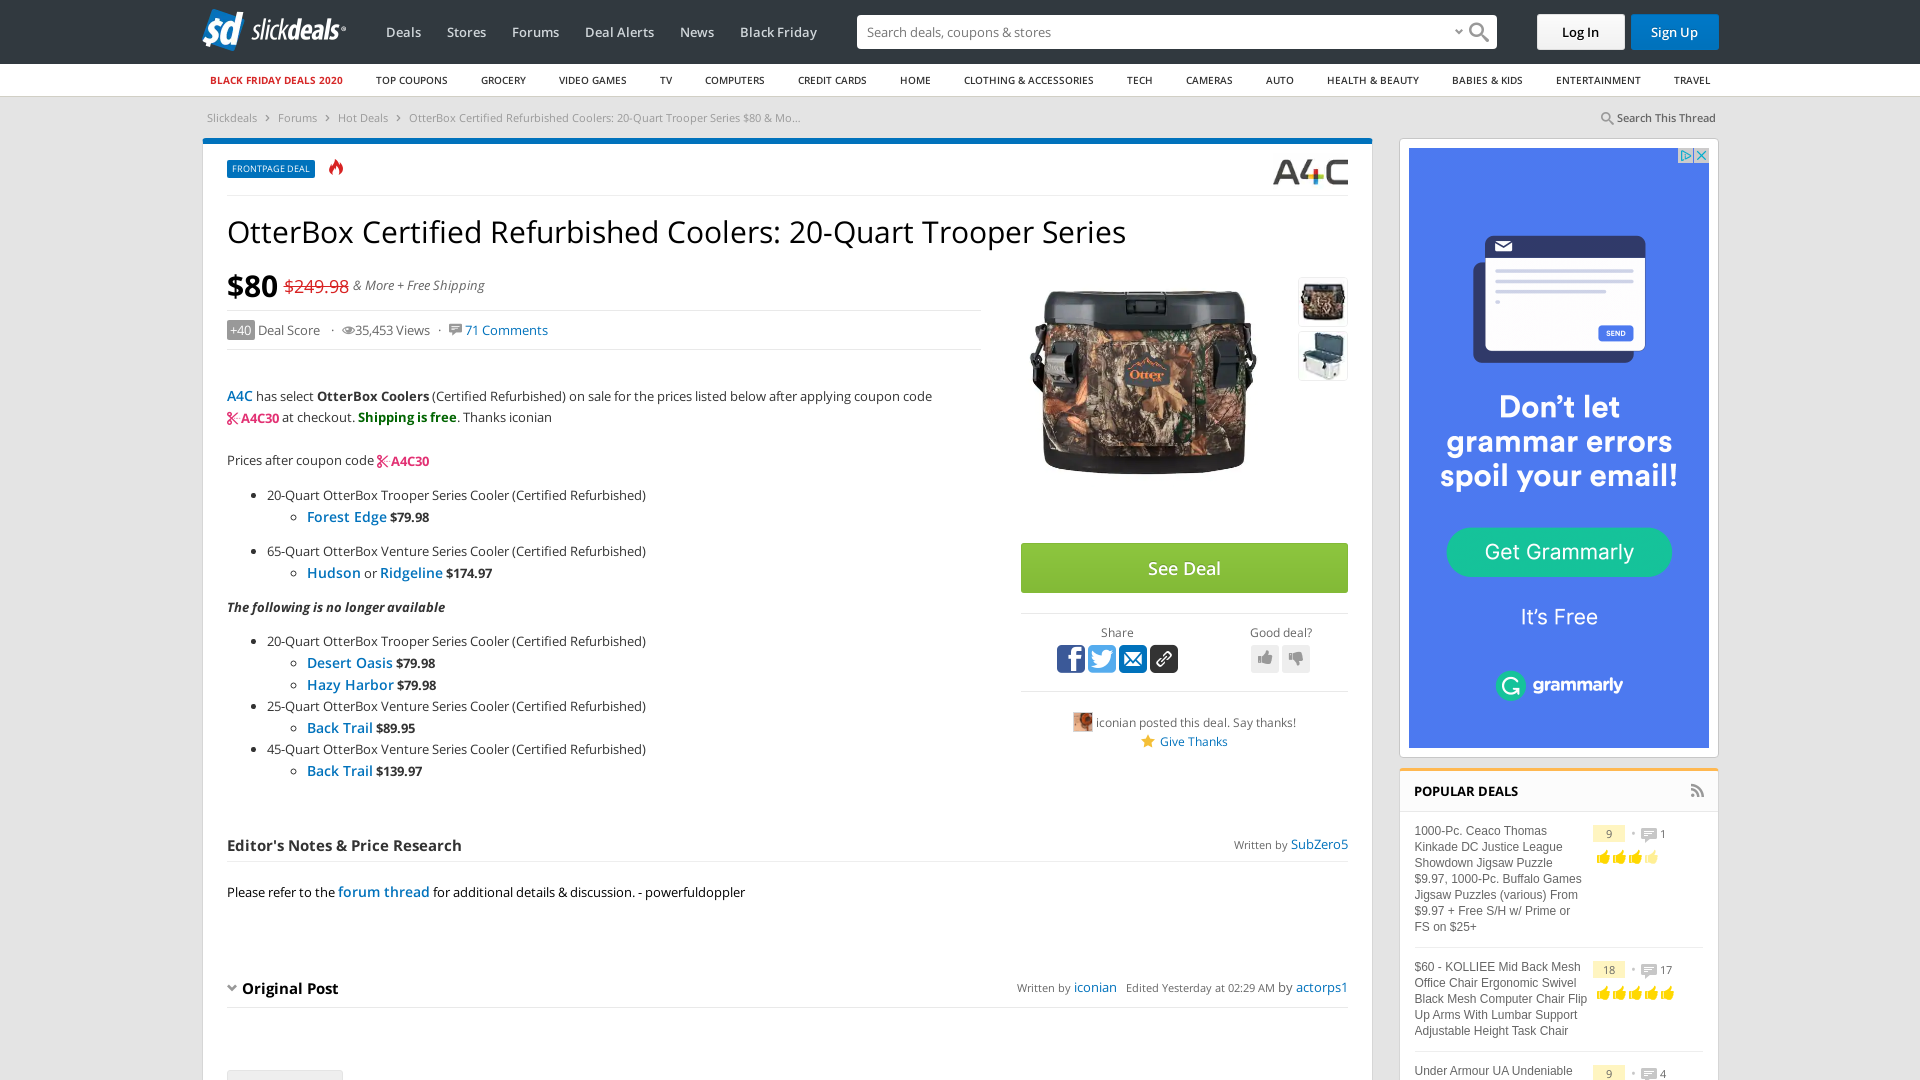 sd slickdeals
Deals Stores Forums Deal Alerts News Black Friday
Search deals, coupons & stores
Log In Sign Up
BLACK FRIDAY DEALS 2020 TOP COUPONS GROCERY VIDEO GAMES TV COMPUTERS CREDIT CARDS HOME CLOTHING & ACCESSORIES TECH CAMERAS AUTO HEALTH & BEAUTY BABIES & KIDS ENTERTAINMENT TRAVEL
Slickdeals › Forums › Hot Deals › OtterBox Certified Refurbished Coolers: 20-Quart Trooper Series $80 & Mo...
Search This Thread
FRONTPAGE DEAL
A4C
OtterBox Certified Refurbished Coolers: 20-Quart Trooper Series
$80 $249.98 & More + Free Shipping
+40 Deal Score · 35,453 Views · 71 Comments
A4C has select OtterBox Coolers (Certified Refurbished) on sale for the prices listed below after applying coupon code
A4C30 at checkout. Shipping is free. Thanks iconian
Prices after coupon code A4C30
• 20-Quart OtterBox Trooper Series Cooler (Certified Refurbished)
○ Forest Edge $79.98
• 65-Quart OtterBox Venture Series Cooler (Certified Refurbished)
○ Hudson or Ridgeline $174.97
The following is no longer available
• 20-Quart OtterBox Trooper Series Cooler (Certified Refurbished)
○ Desert Oasis $79.98
○ Hazy Harbor $79.98
• 25-Quart OtterBox Venture Series Cooler (Certified Refurbished)
○ Back Trail $89.95
• 45-Quart OtterBox Venture Series Cooler (Certified Refurbished)
○ Back Trail $139.97
Otter
See Deal
Share
Good deal?
iconian posted this deal. Say thanks!
Give Thanks
Editor's Notes & Price Research
Written by SubZero5
Please refer to the forum thread for additional details & discussion. - powerfuldoppler
Original Post
Written by iconian Edited Yesterday at 02:29 AM by actorps1
SEND
Don't let
grammar errors
spoil your email!
Get Grammarly
It's Free
grammarly
POPULAR DEALS
1000-Pc. Ceaco Thomas
Kinkade DC Justice League
Showdown Jigsaw Puzzle
$9.97, 1000-Pc. Buffalo Games
Jigsaw Puzzles (various) From
$9.97 + Free S/H w/ Prime or
FS on $25+
9 • 1
$60 - KOLLIEE Mid Back Mesh
Office Chair Ergonomic Swivel
Black Mesh Computer Chair Flip
Up Arms With Lumbar Support
Adjustable Height Task Chair
18 • 17
Under Armour UA Undeniable
9 • 4